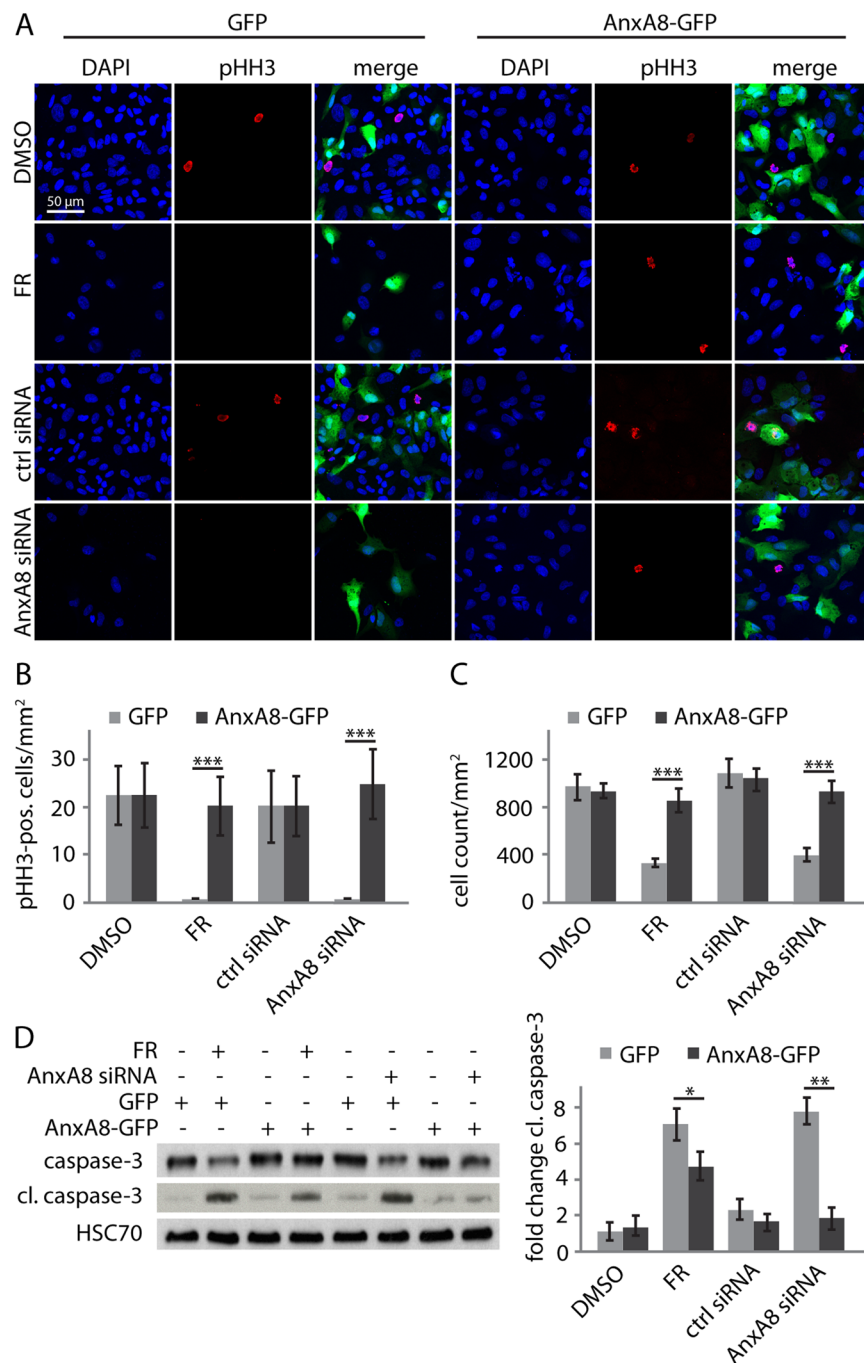 A
GFP AnxA8-GFP
DAPI pHH3 merge DAPI pHH3 merge
DMSO
50 µm
FR
ctrl siRNA
AnxA8 siRNA
B
GFP AnxA8-GFP
pHH3-pos. cells/mm²
30
20
10
0
*** ***
DMSO FR ctrl siRNA AnxA8 siRNA
C
GFP AnxA8-GFP
cell count/mm²
1200
800
400
0
*** ***
DMSO FR ctrl siRNA AnxA8 siRNA
D
FR - + - + - - - -
AnxA8 siRNA - - - - - + - +
GFP + + - - + + - -
AnxA8-GFP - - + + - - + +
caspase-3
cl. caspase-3
HSC70
GFP AnxA8-GFP
fold change cl. caspase-3
8
6
4
2
0
* **
DMSO FR ctrl siRNA AnxA8 siRNA